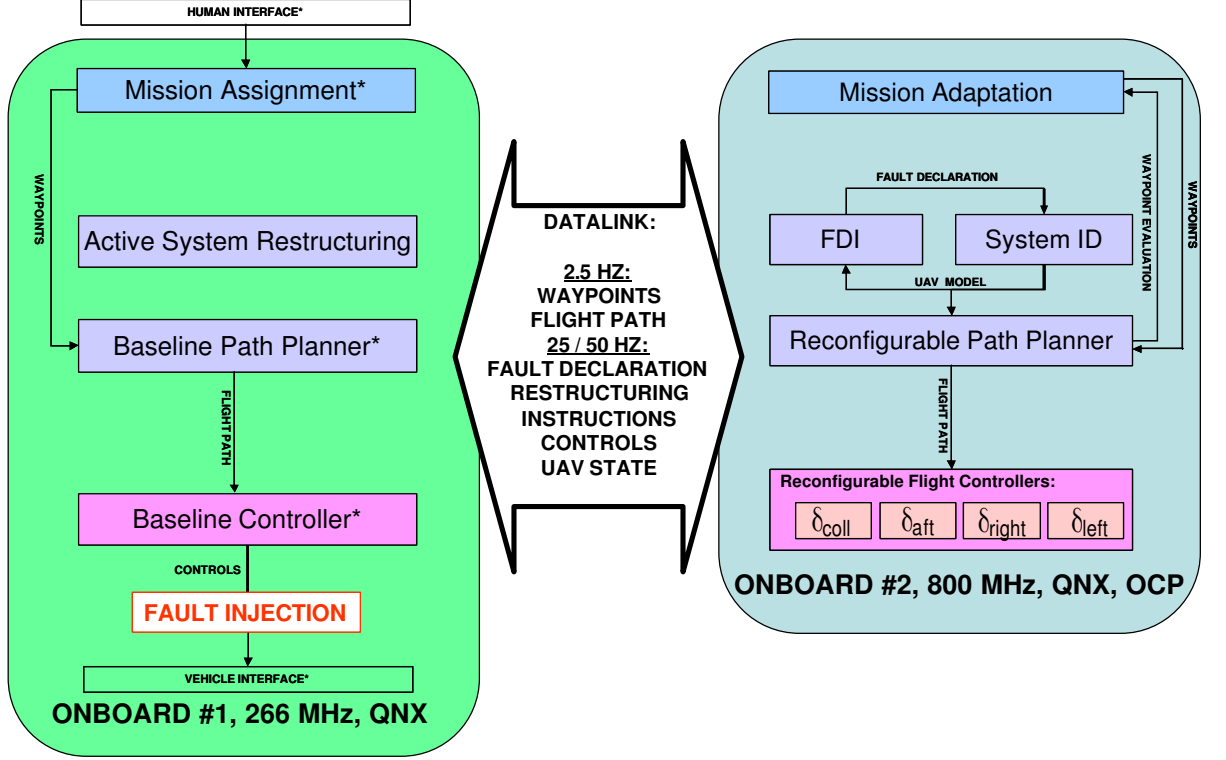 HUMAN INTERFACE*
Mission Assignment*
WAYPOINTS
Active System Restructuring
Baseline Path Planner*
FLIGHT PATH
Baseline Controller*
CONTROLS
FAULT INJECTION
VEHICLE INTERFACE*
ONBOARD #1, 266 MHz, QNX
DATALINK:
2.5 HZ:
WAYPOINTS
FLIGHT PATH
25 / 50 HZ:
FAULT DECLARATION
RESTRUCTURING
INSTRUCTIONS
CONTROLS
UAV STATE
Mission Adaptation
FAULT DECLARATION
FDI
System ID
UAV MODEL
WAYPOINT EVALUATION
WAYPOINTS
Reconfigurable Path Planner
FLIGHT PATH
Reconfigurable Flight Controllers:
δcoll
δaft
δright
δleft
ONBOARD #2, 800 MHz, QNX, OCP